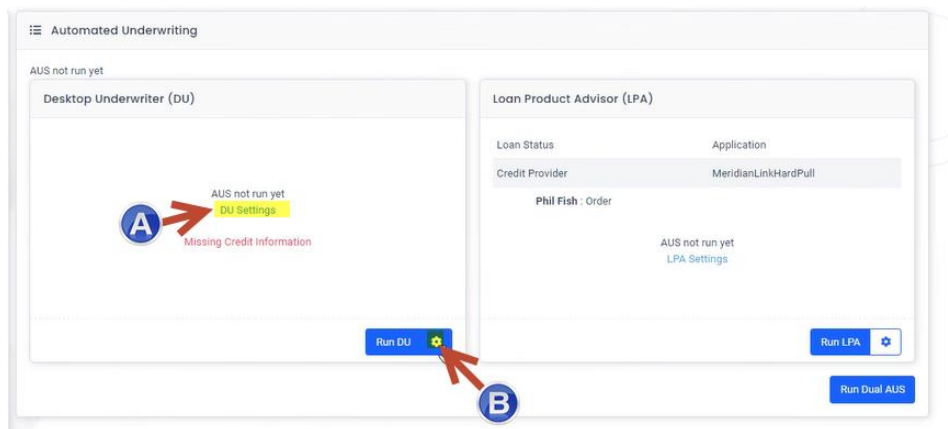 Automated Underwriting
AUS not run yet
Desktop Underwriter (DU)
AUS not run yet
DU Settings
Missing Credit Information
A
Run DU
B
Loan Product Advisor (LPA)
Loan Status Application
Credit Provider MeridianLinkHardPull
Phil Fish : Order
AUS not run yet
LPA Settings
Run LPA
Run Dual AUS